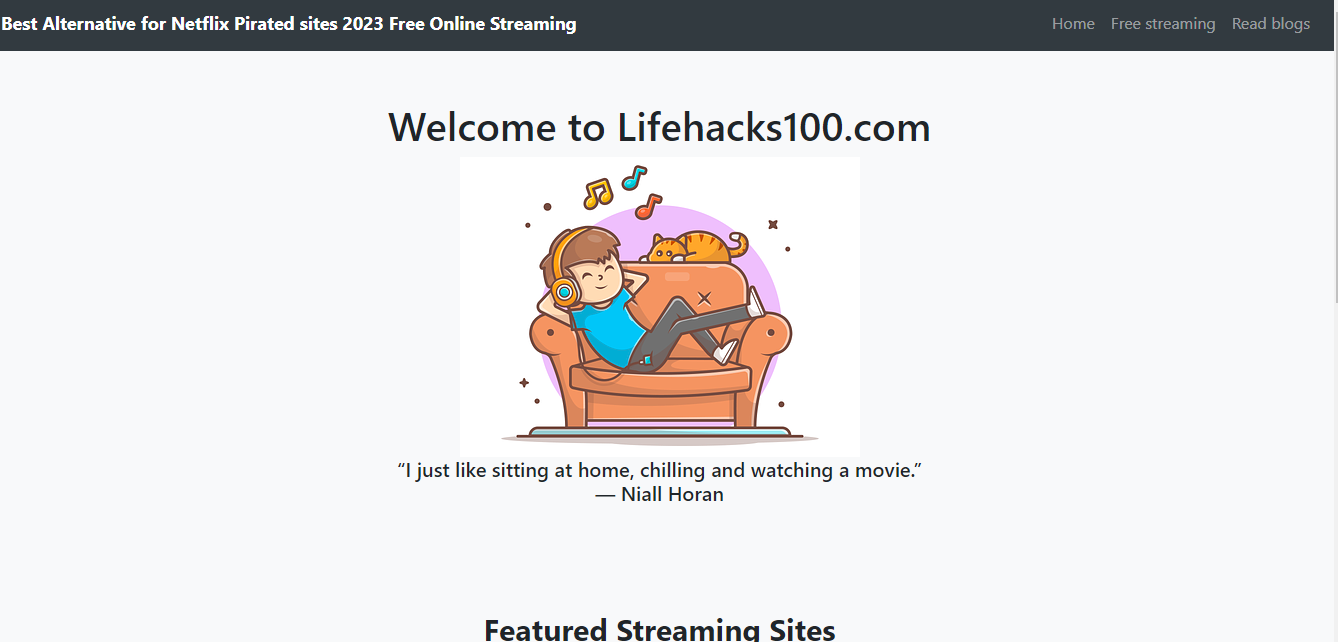 Best Alternative for Netflix Pirated sites 2023 Free Online Streaming
Home Free streaming Read blogs
Welcome to Lifehacks100.com
“I just like sitting at home, chilling and watching a movie.”
— Niall Horan
Featured Streaming Sites